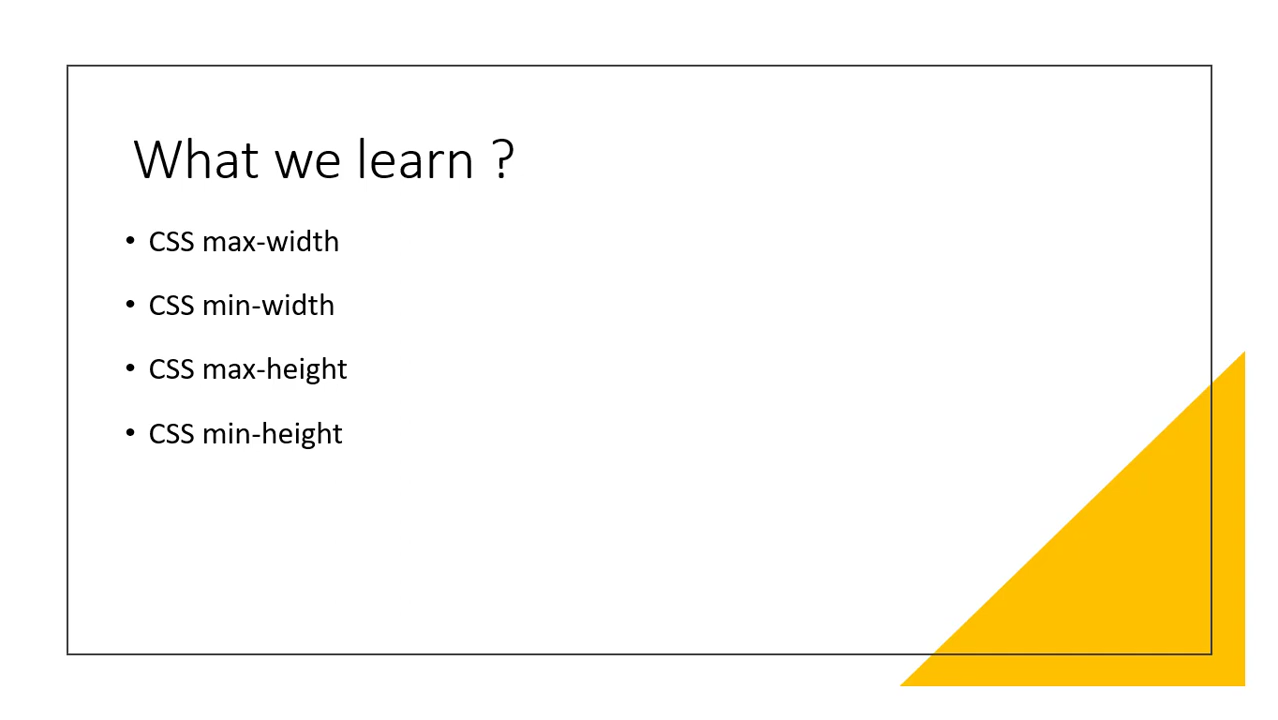 What we learn ?
• CSS max-width
• CSS min-width
• CSS max-height
• CSS min-height